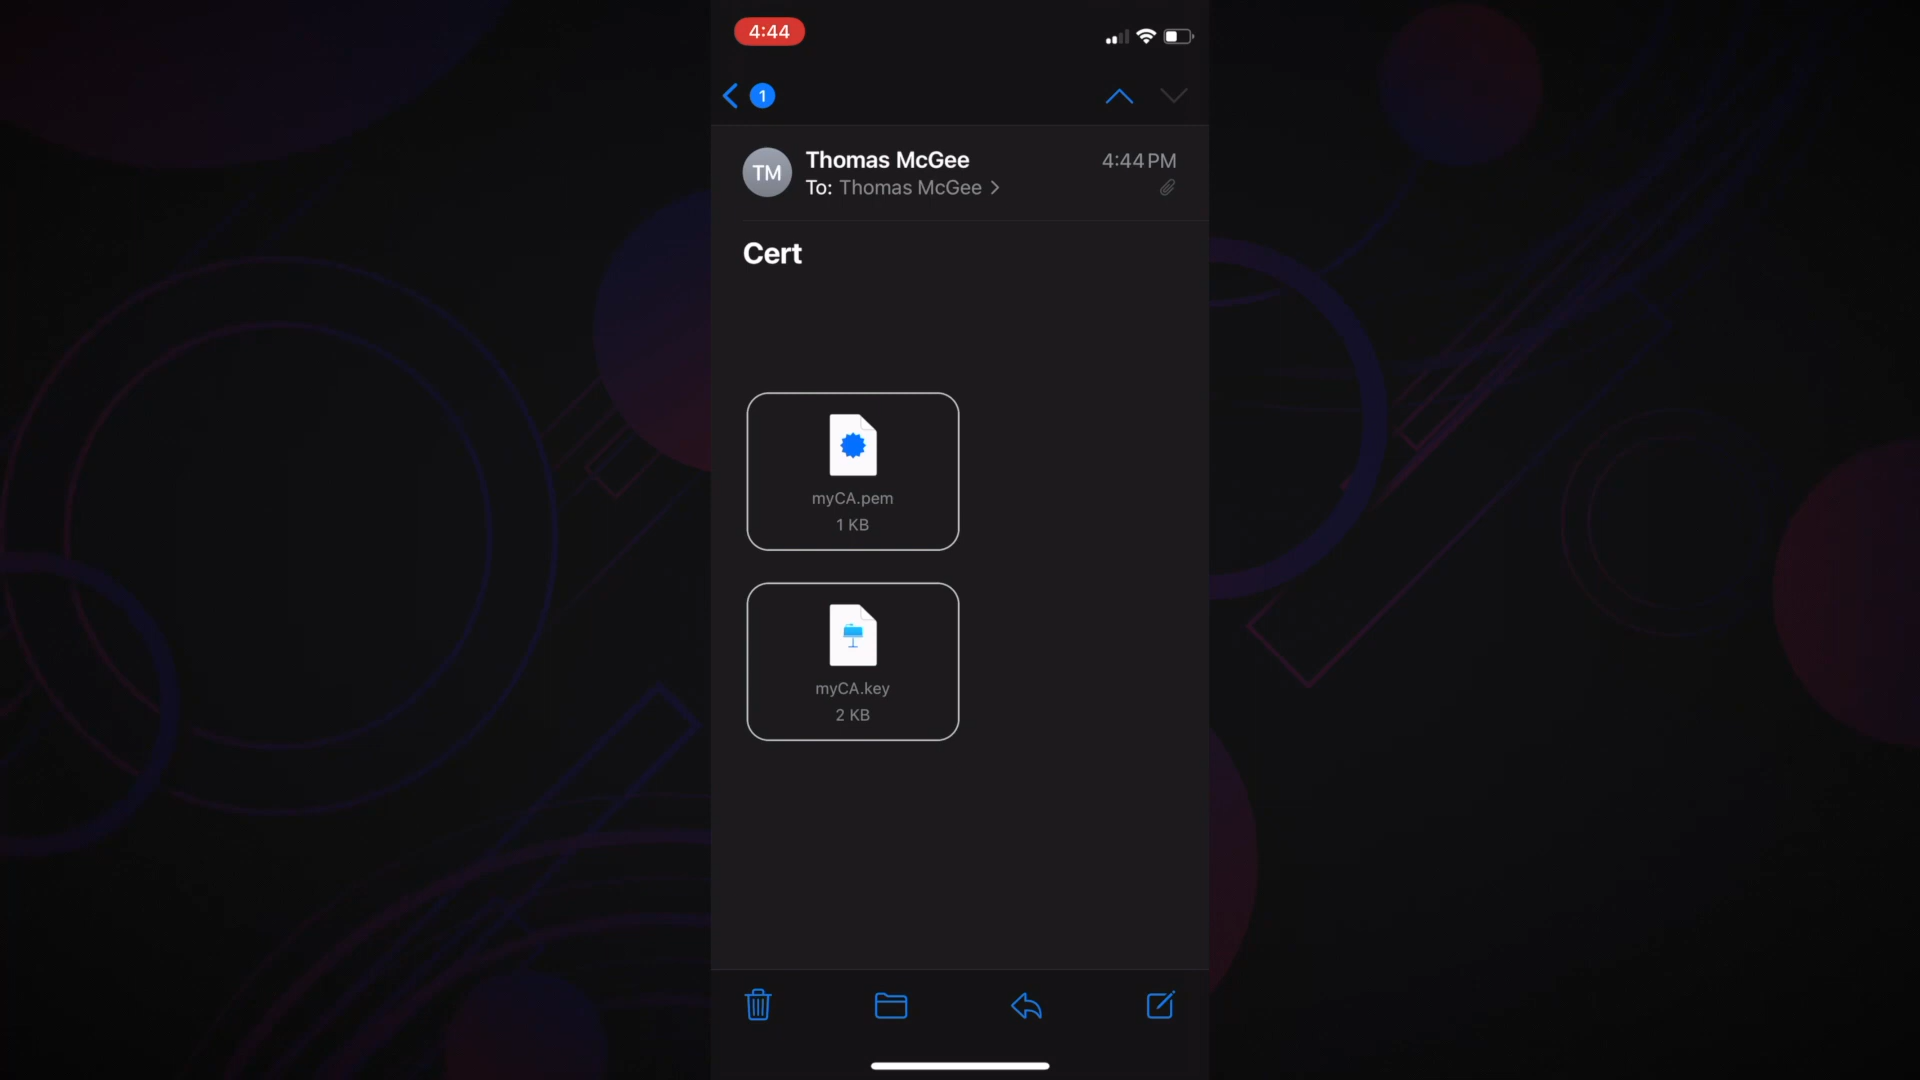 4:44
1
TM
Thomas McGee
4:44 PM
To: Thomas McGee
Cert
myCA.pem
1 KB
myCA.key
2 KB